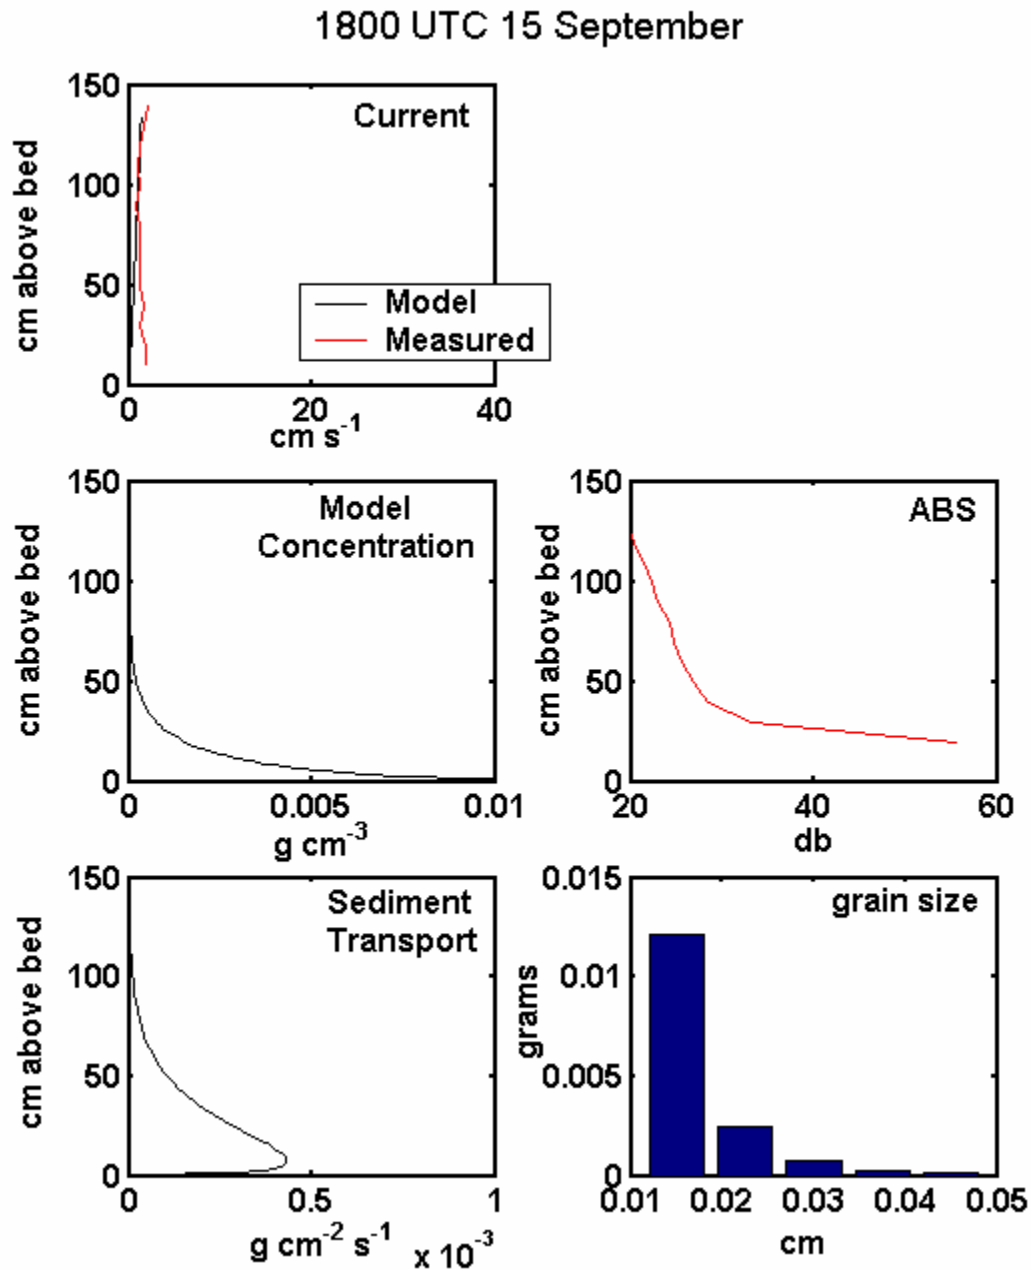 1800 UTC 15 September
150
100
50
0
cm above bed
Current
Model
Measured
0 20 40
cm s-1
150
100
50
0
cm above bed
Model
Concentration
0 0.005 0.01
g cm-3
150
100
50
0
cm above bed
ABS
20 40 60
db
150
100
50
0
cm above bed
Sediment
Transport
0 0.5 1
g cm-2 s-1
x 10-3
0.015
0.01
0.005
0
grams
grain size
0.01 0.02 0.03 0.04 0.05
cm